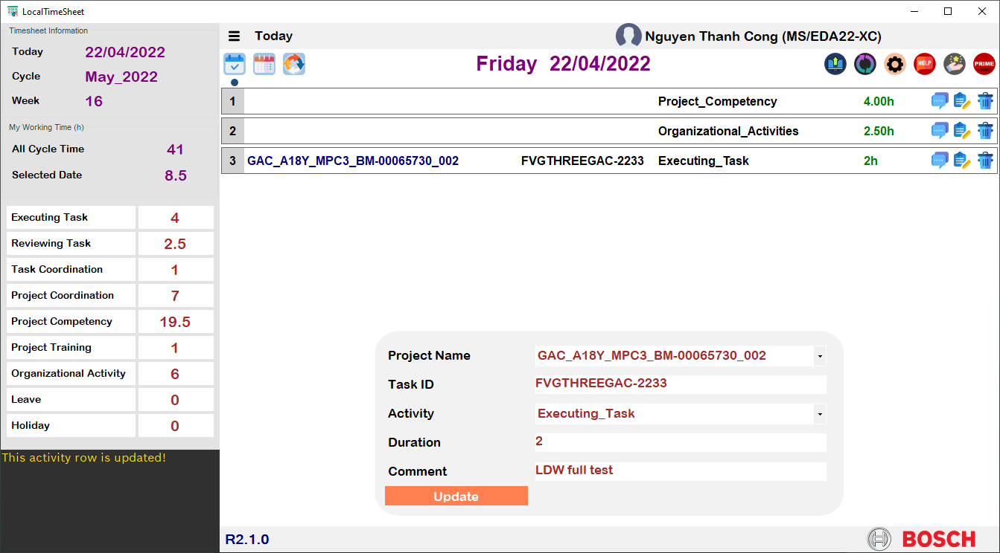 LocalTimeSheet
Timesheet Information
Today 22/04/2022
Cycle May_2022
Week 16
My Working Time (h)
All Cycle Time 41
Selected Date 8.5
Executing Task 4
Reviewing Task 2.5
Task Coordination 1
Project Coordination 7
Project Competency 19.5
Project Training 1
Organizational Activity 6
Leave 0
Holiday 0
This activity row is updated!
Today
Nguyen Thanh Cong (MS/EDA22-XC)
Friday 22/04/2022
HELP
PRIME
1 Project_Competency 4.00h
2 Organizational_Activities 2.50h
3 GAC_A18Y_MPC3_BM-00065730_002 FVGTHREEGAC-2233 Executing_Task 2h
Project Name GAC_A18Y_MPC3_BM-00065730_002
Task ID FVGTHREEGAC-2233
Activity Executing_Task
Duration 2
Comment LDW full test
Update
R2.1.0
BOSCH